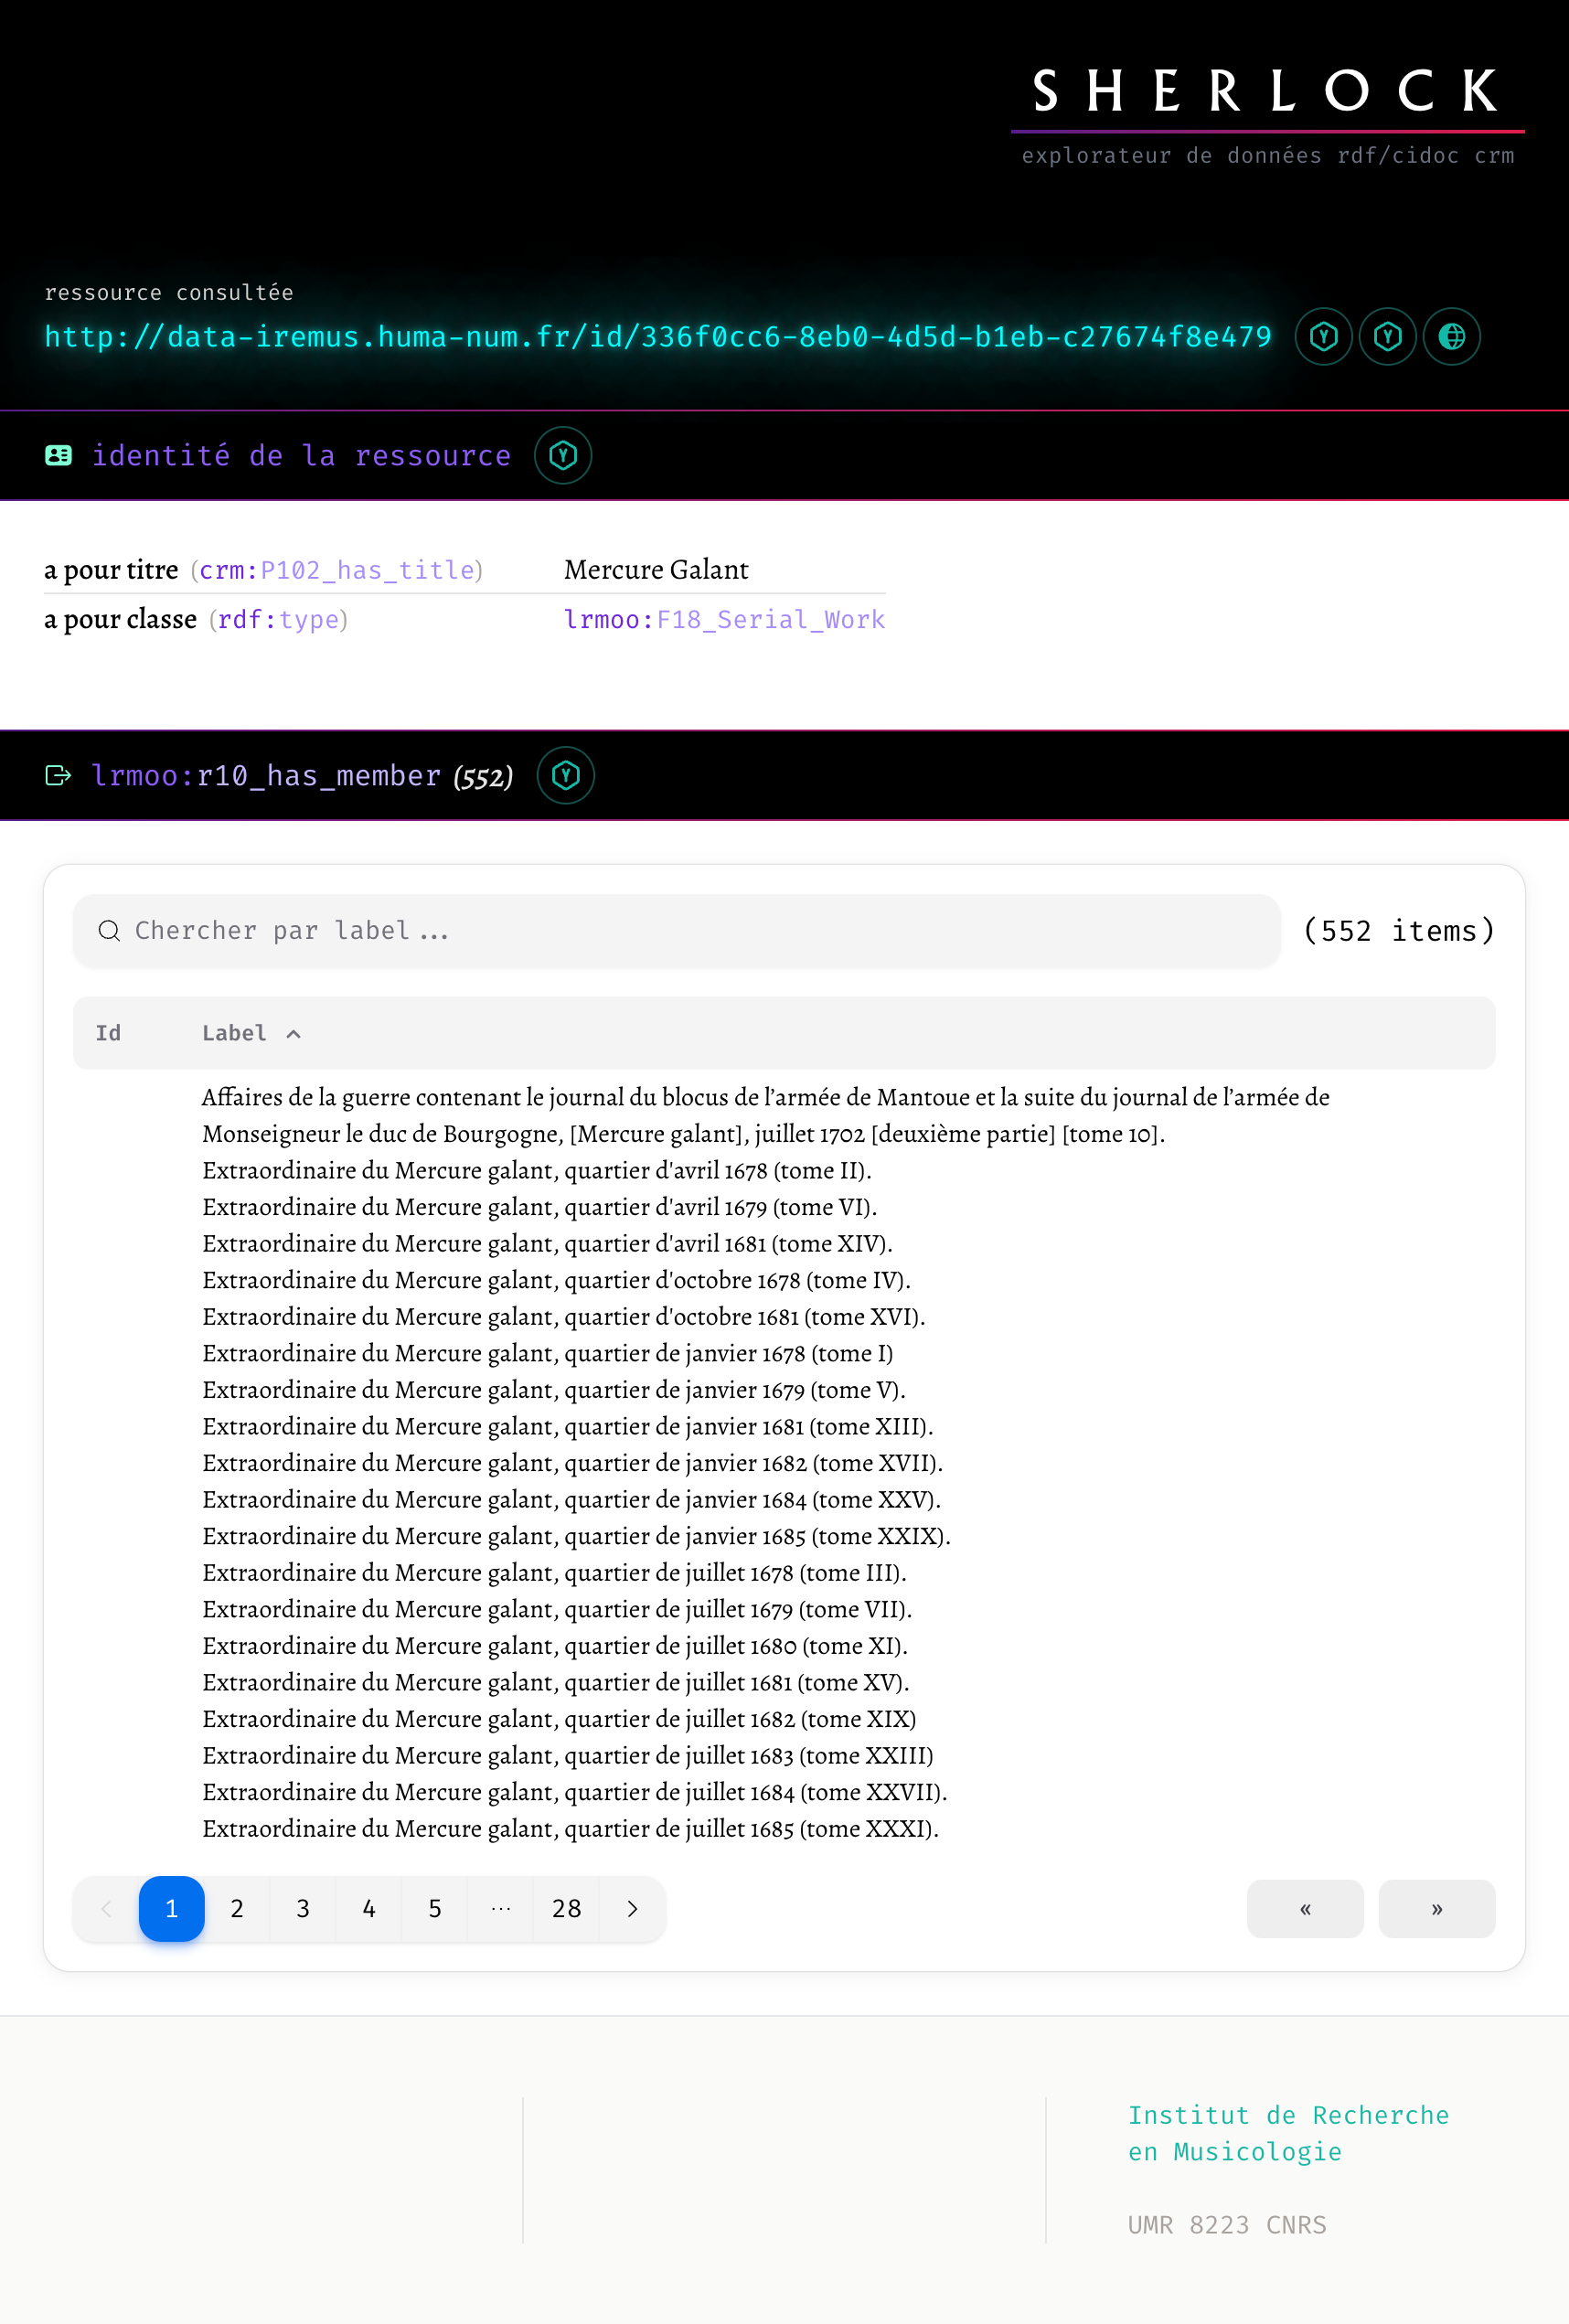 SHERLOCK
explorateur de données rdf/cidoc crm
ressource consultée
http://data-iremus.huma-num.fr/id/336f0cc6-8eb0-4d5d-b1eb-c27674f8e479
identité de la ressource
a pour titre (crm:P102_has_title) Mercure Galant
a pour classe (rdf:type) lrmoo:F18_Serial_Work
lrmoo:r10_has_member (552)
Chercher par label... (552 items)
Id Label
Affaires de la guerre contenant le journal du blocus de l’armée de Mantoue et la suite du journal de l’armée de
Monseigneur le duc de Bourgogne, [Mercure galant], juillet 1702 [deuxième partie] [tome 10].
Extraordinaire du Mercure galant, quartier d'avril 1678 (tome II).
Extraordinaire du Mercure galant, quartier d'avril 1679 (tome VI).
Extraordinaire du Mercure galant, quartier d'avril 1681 (tome XIV).
Extraordinaire du Mercure galant, quartier d'octobre 1678 (tome IV).
Extraordinaire du Mercure galant, quartier d'octobre 1681 (tome XVI).
Extraordinaire du Mercure galant, quartier de janvier 1678 (tome I)
Extraordinaire du Mercure galant, quartier de janvier 1679 (tome V).
Extraordinaire du Mercure galant, quartier de janvier 1681 (tome XIII).
Extraordinaire du Mercure galant, quartier de janvier 1682 (tome XVII).
Extraordinaire du Mercure galant, quartier de janvier 1684 (tome XXV).
Extraordinaire du Mercure galant, quartier de janvier 1685 (tome XXIX).
Extraordinaire du Mercure galant, quartier de juillet 1678 (tome III).
Extraordinaire du Mercure galant, quartier de juillet 1679 (tome VII).
Extraordinaire du Mercure galant, quartier de juillet 1680 (tome XI).
Extraordinaire du Mercure galant, quartier de juillet 1681 (tome XV).
Extraordinaire du Mercure galant, quartier de juillet 1682 (tome XIX)
Extraordinaire du Mercure galant, quartier de juillet 1683 (tome XXIII)
Extraordinaire du Mercure galant, quartier de juillet 1684 (tome XXVII).
Extraordinaire du Mercure galant, quartier de juillet 1685 (tome XXXI).
1 2 3 4 5 ... 28 « »
Institut de Recherche
en Musicologie
UMR 8223 CNRS